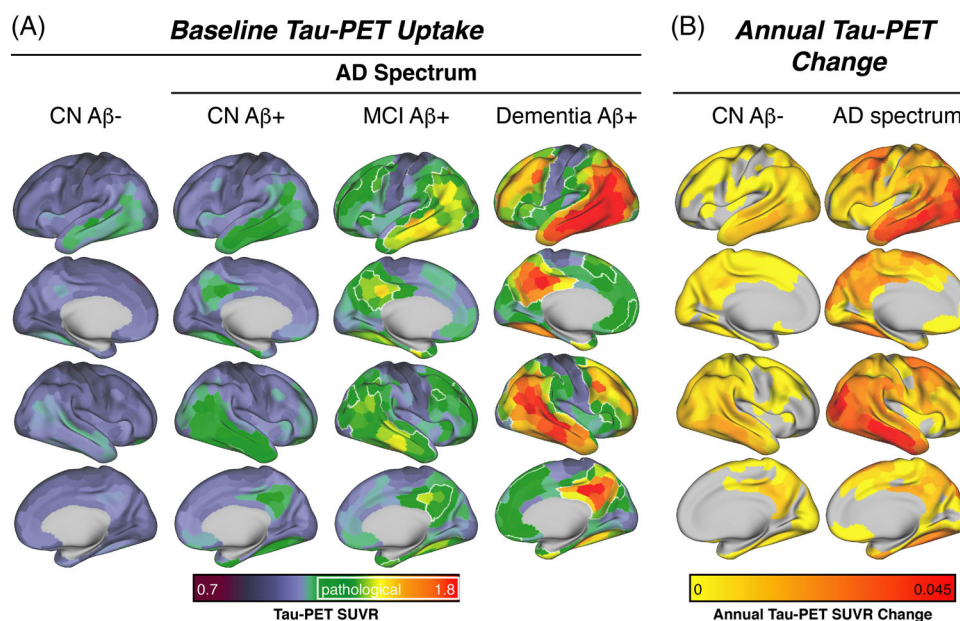 (A)
Baseline Tau-PET Uptake
AD Spectrum
CN Aβ-
CN Aβ+
MCI Aβ+
Dementia Aβ+
0.7
pathological
1.8
Tau-PET SUVR
(B)
Annual Tau-PET
Change
CN Aβ-
AD spectrum
0
0.045
Annual Tau-PET SUVR Change